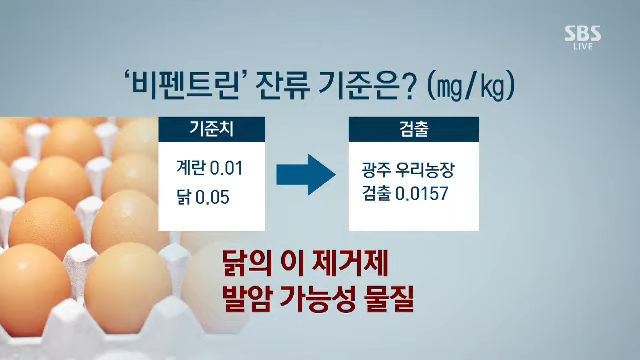 SBS
LIVE
‘비펜트린’ 잔류 기준은? (㎎/㎏)
기준치
계란 0.01
닭 0.05
검출
광주 우리농장
검출 0.0157
닭의 이 제거제
발암 가능성 물질